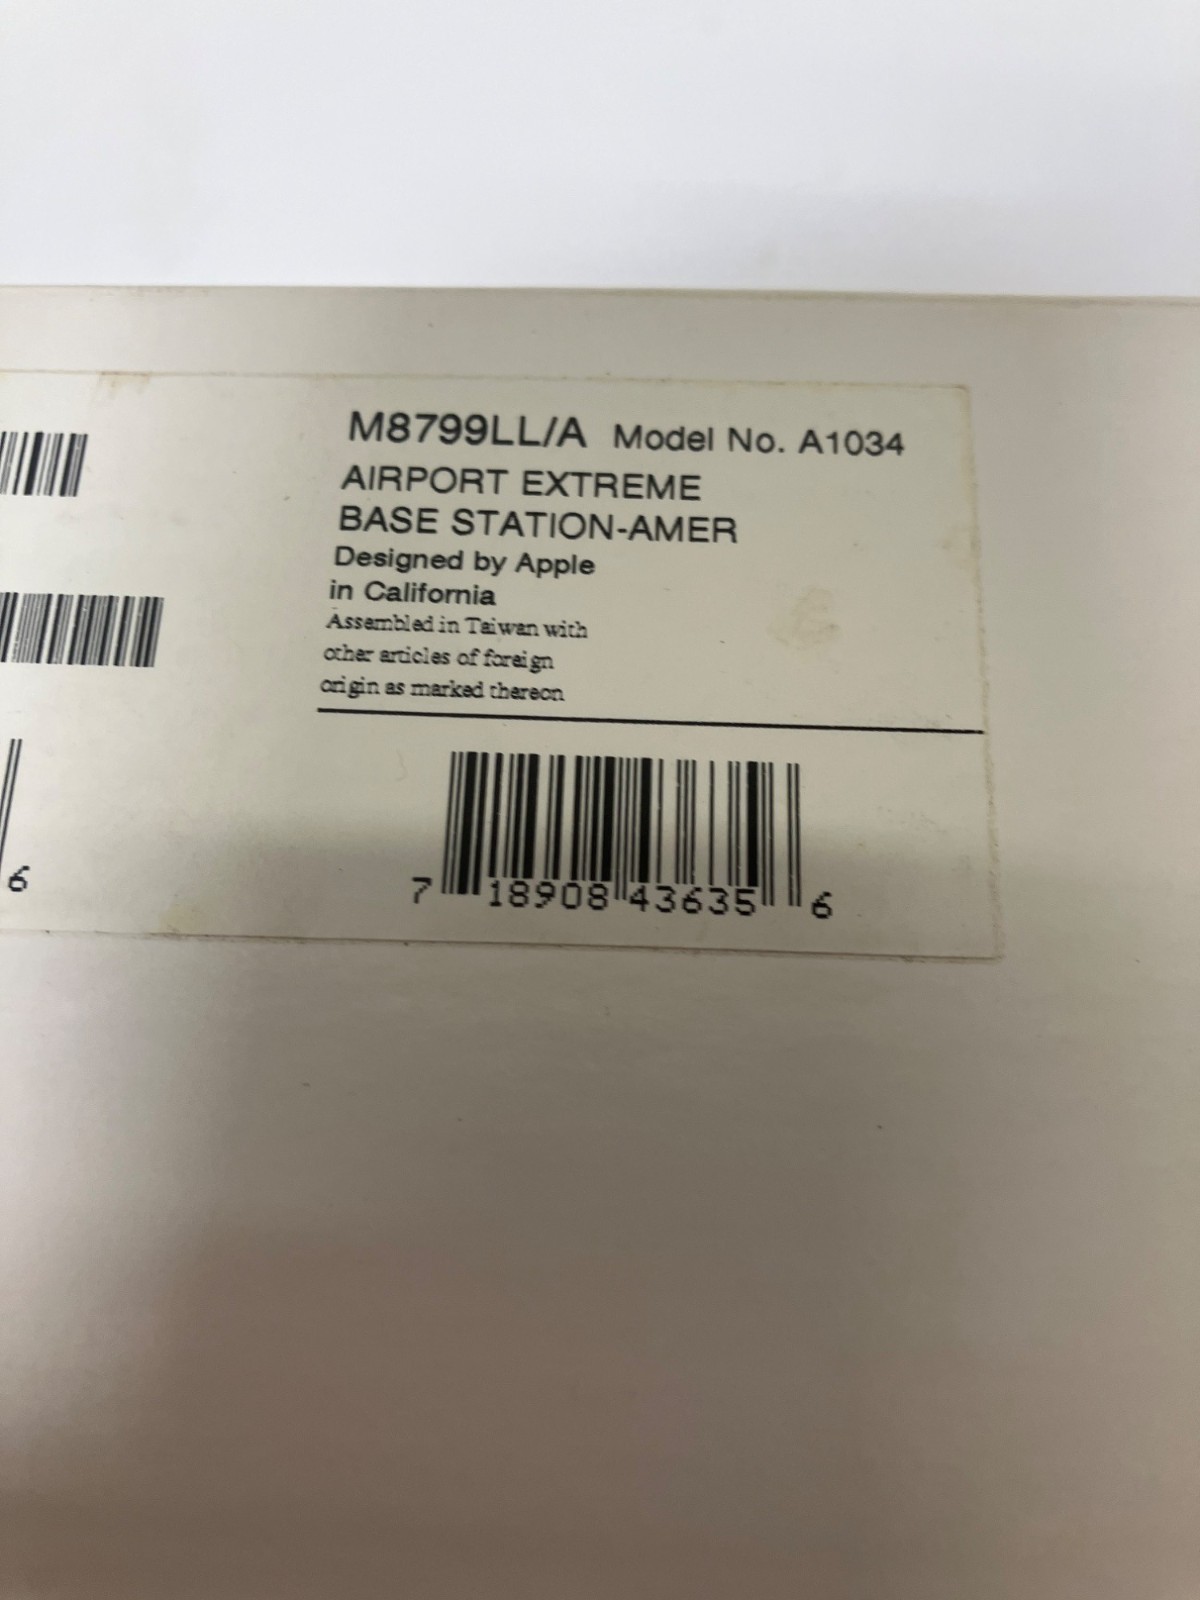 M8799LL/A Model No. A1034
AIRPORT EXTREME
BASE STATION-AMER
Designed by Apple
in California
Assembled in Taiwan with
other articles of foreign
origin as marked thereon
6
7 18908 43635 6